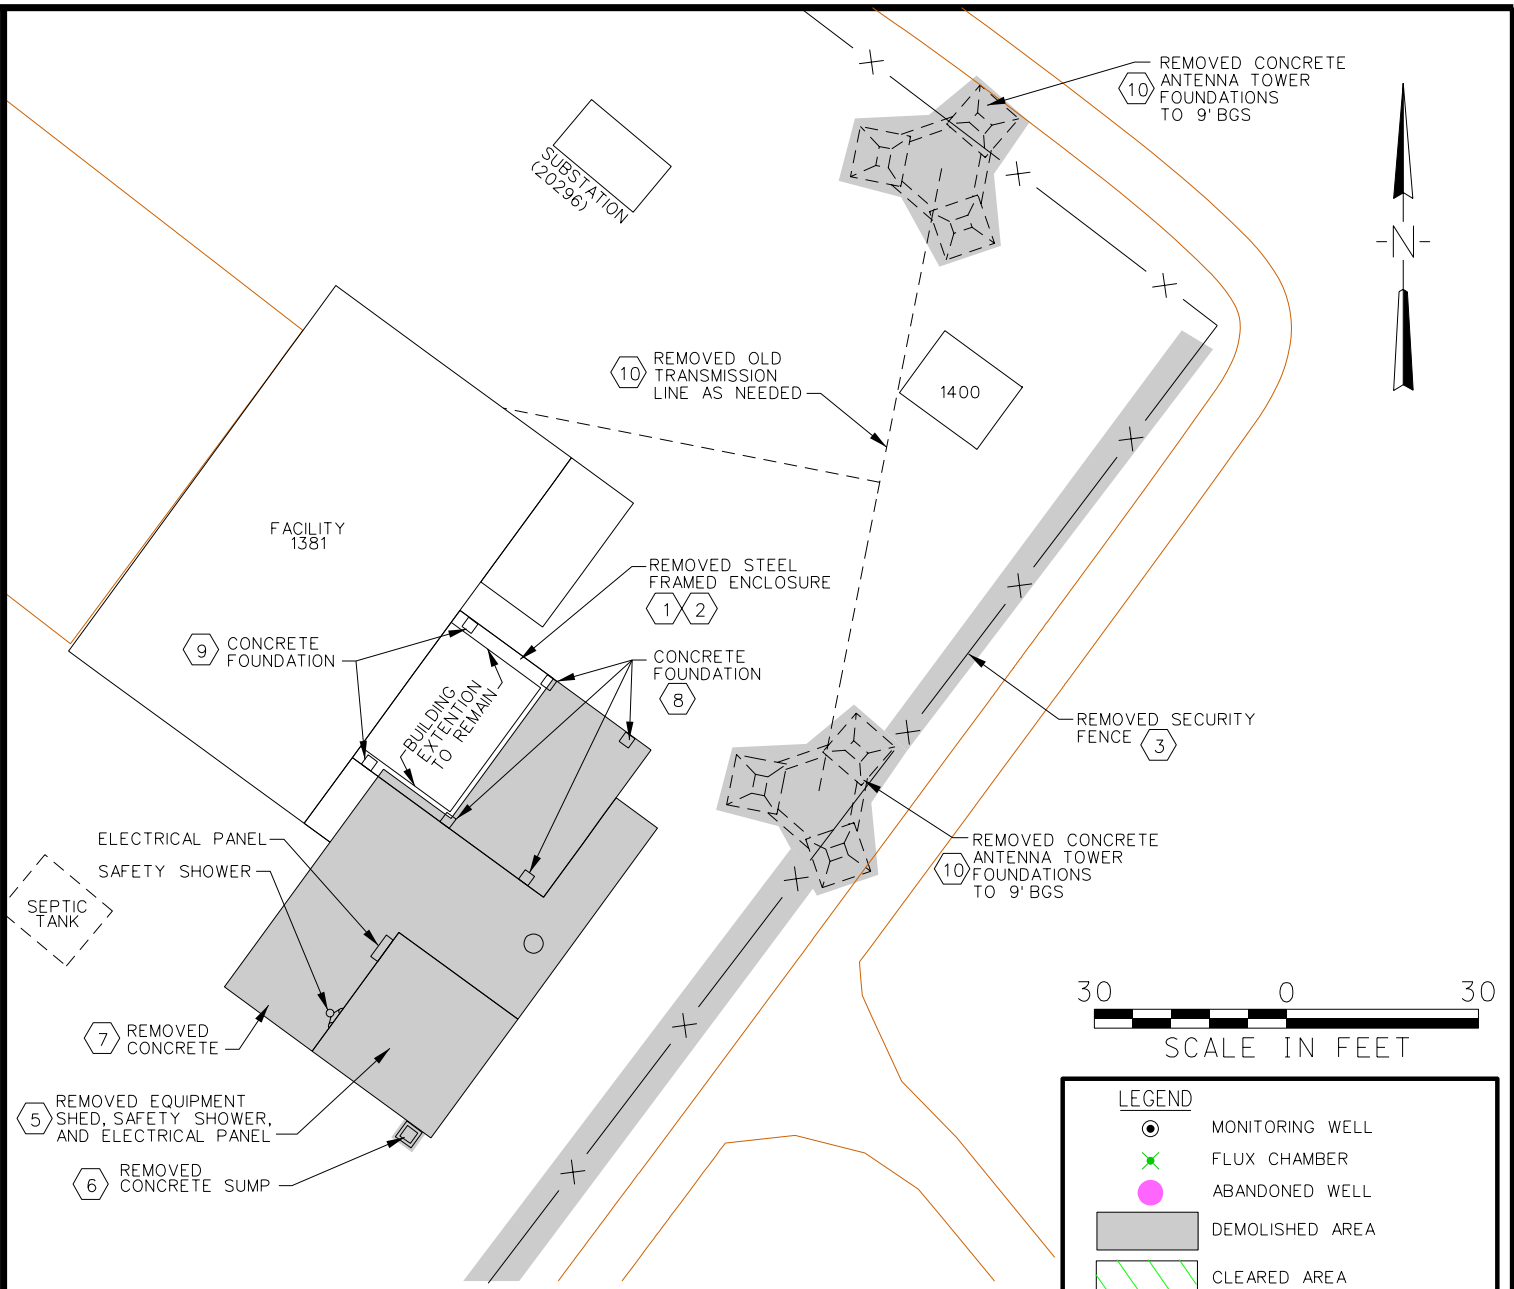 REMOVED CONCRETE
ANTENNA TOWER
FOUNDATIONS
TO 9' BGS
10
SUBSTATION
(20296)
N
REMOVED OLD
TRANSMISSION
LINE AS NEEDED
10
1400
FACILITY
1381
REMOVED STEEL
FRAMED ENCLOSURE
1 2
9
CONCRETE
FOUNDATION
CONCRETE
FOUNDATION
8
BUILDING
EXTENTION
TO REMAIN
REMOVED SECURITY
FENCE 3
ELECTRICAL PANEL
SAFETY SHOWER
REMOVED CONCRETE
ANTENNA TOWER
FOUNDATIONS
TO 9' BGS
10
SEPTIC
TANK
7
REMOVED
CONCRETE
5
REMOVED EQUIPMENT
SHED, SAFETY SHOWER,
AND ELECTRICAL PANEL
6
REMOVED
CONCRETE SUMP
30 0 30
SCALE IN FEET
LEGEND
MONITORING WELL
FLUX CHAMBER
ABANDONED WELL
DEMOLISHED AREA
CLEARED AREA